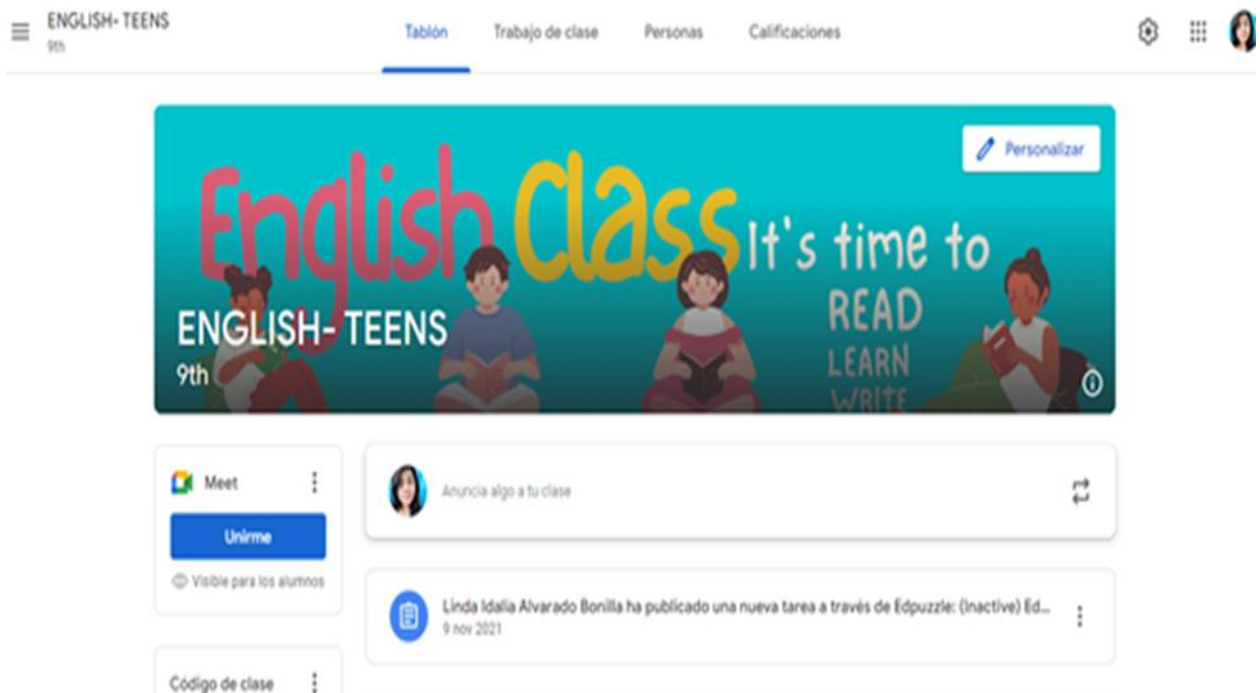 ENGLISH- TEENS
9th
Tablón
Trabajo de clase
Personas
Calificaciones
Personalizar
English Class It's time to
READ
LEARN
WRITE
ENGLISH- TEENS
9th
Meet
Unirme
Visible para los alumnos
Código de clase
Anuncia algo a tu clase
Linda Idalia Alvarado Bonilla ha publicado una nueva tarea a través de Edpuzzle: (Inactive) Ed...
9 nov 2021